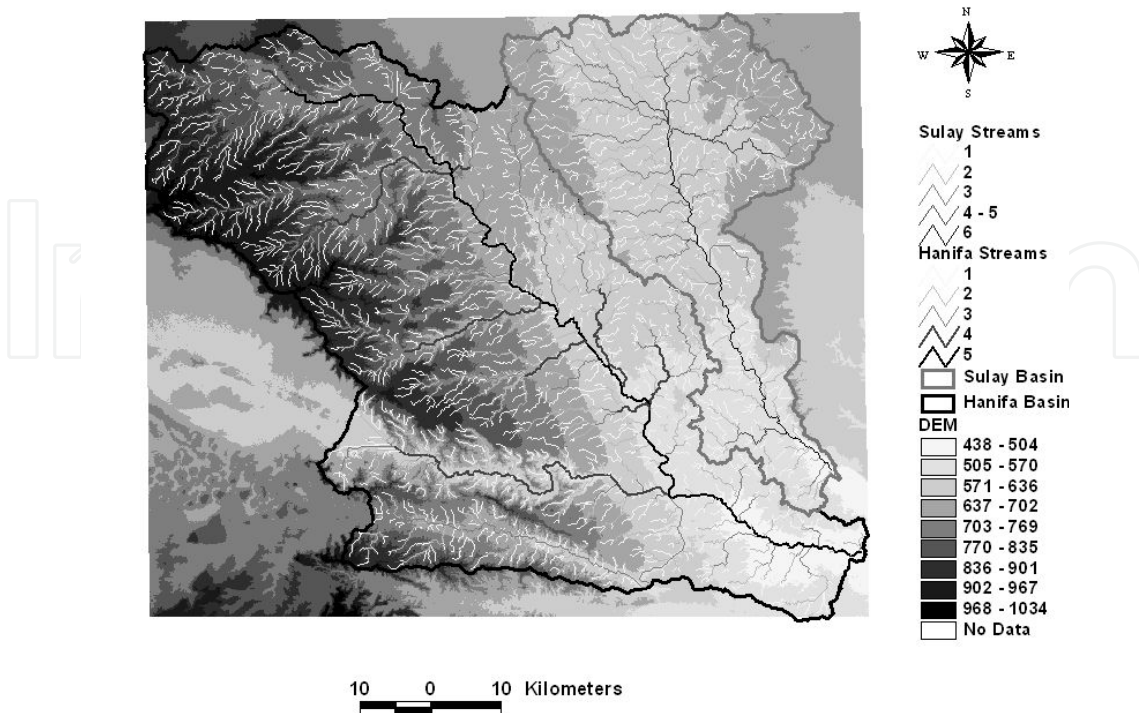 N
W E
S
Sulay Streams
1
2
3
4 - 5
6
Hanifa Streams
1
2
3
4
5
Sulay Basin
Hanifa Basin
DEM
438 - 504
505 - 570
571 - 636
637 - 702
703 - 769
770 - 835
836 - 901
902 - 967
968 - 1034
No Data
10 0 10 Kilometers